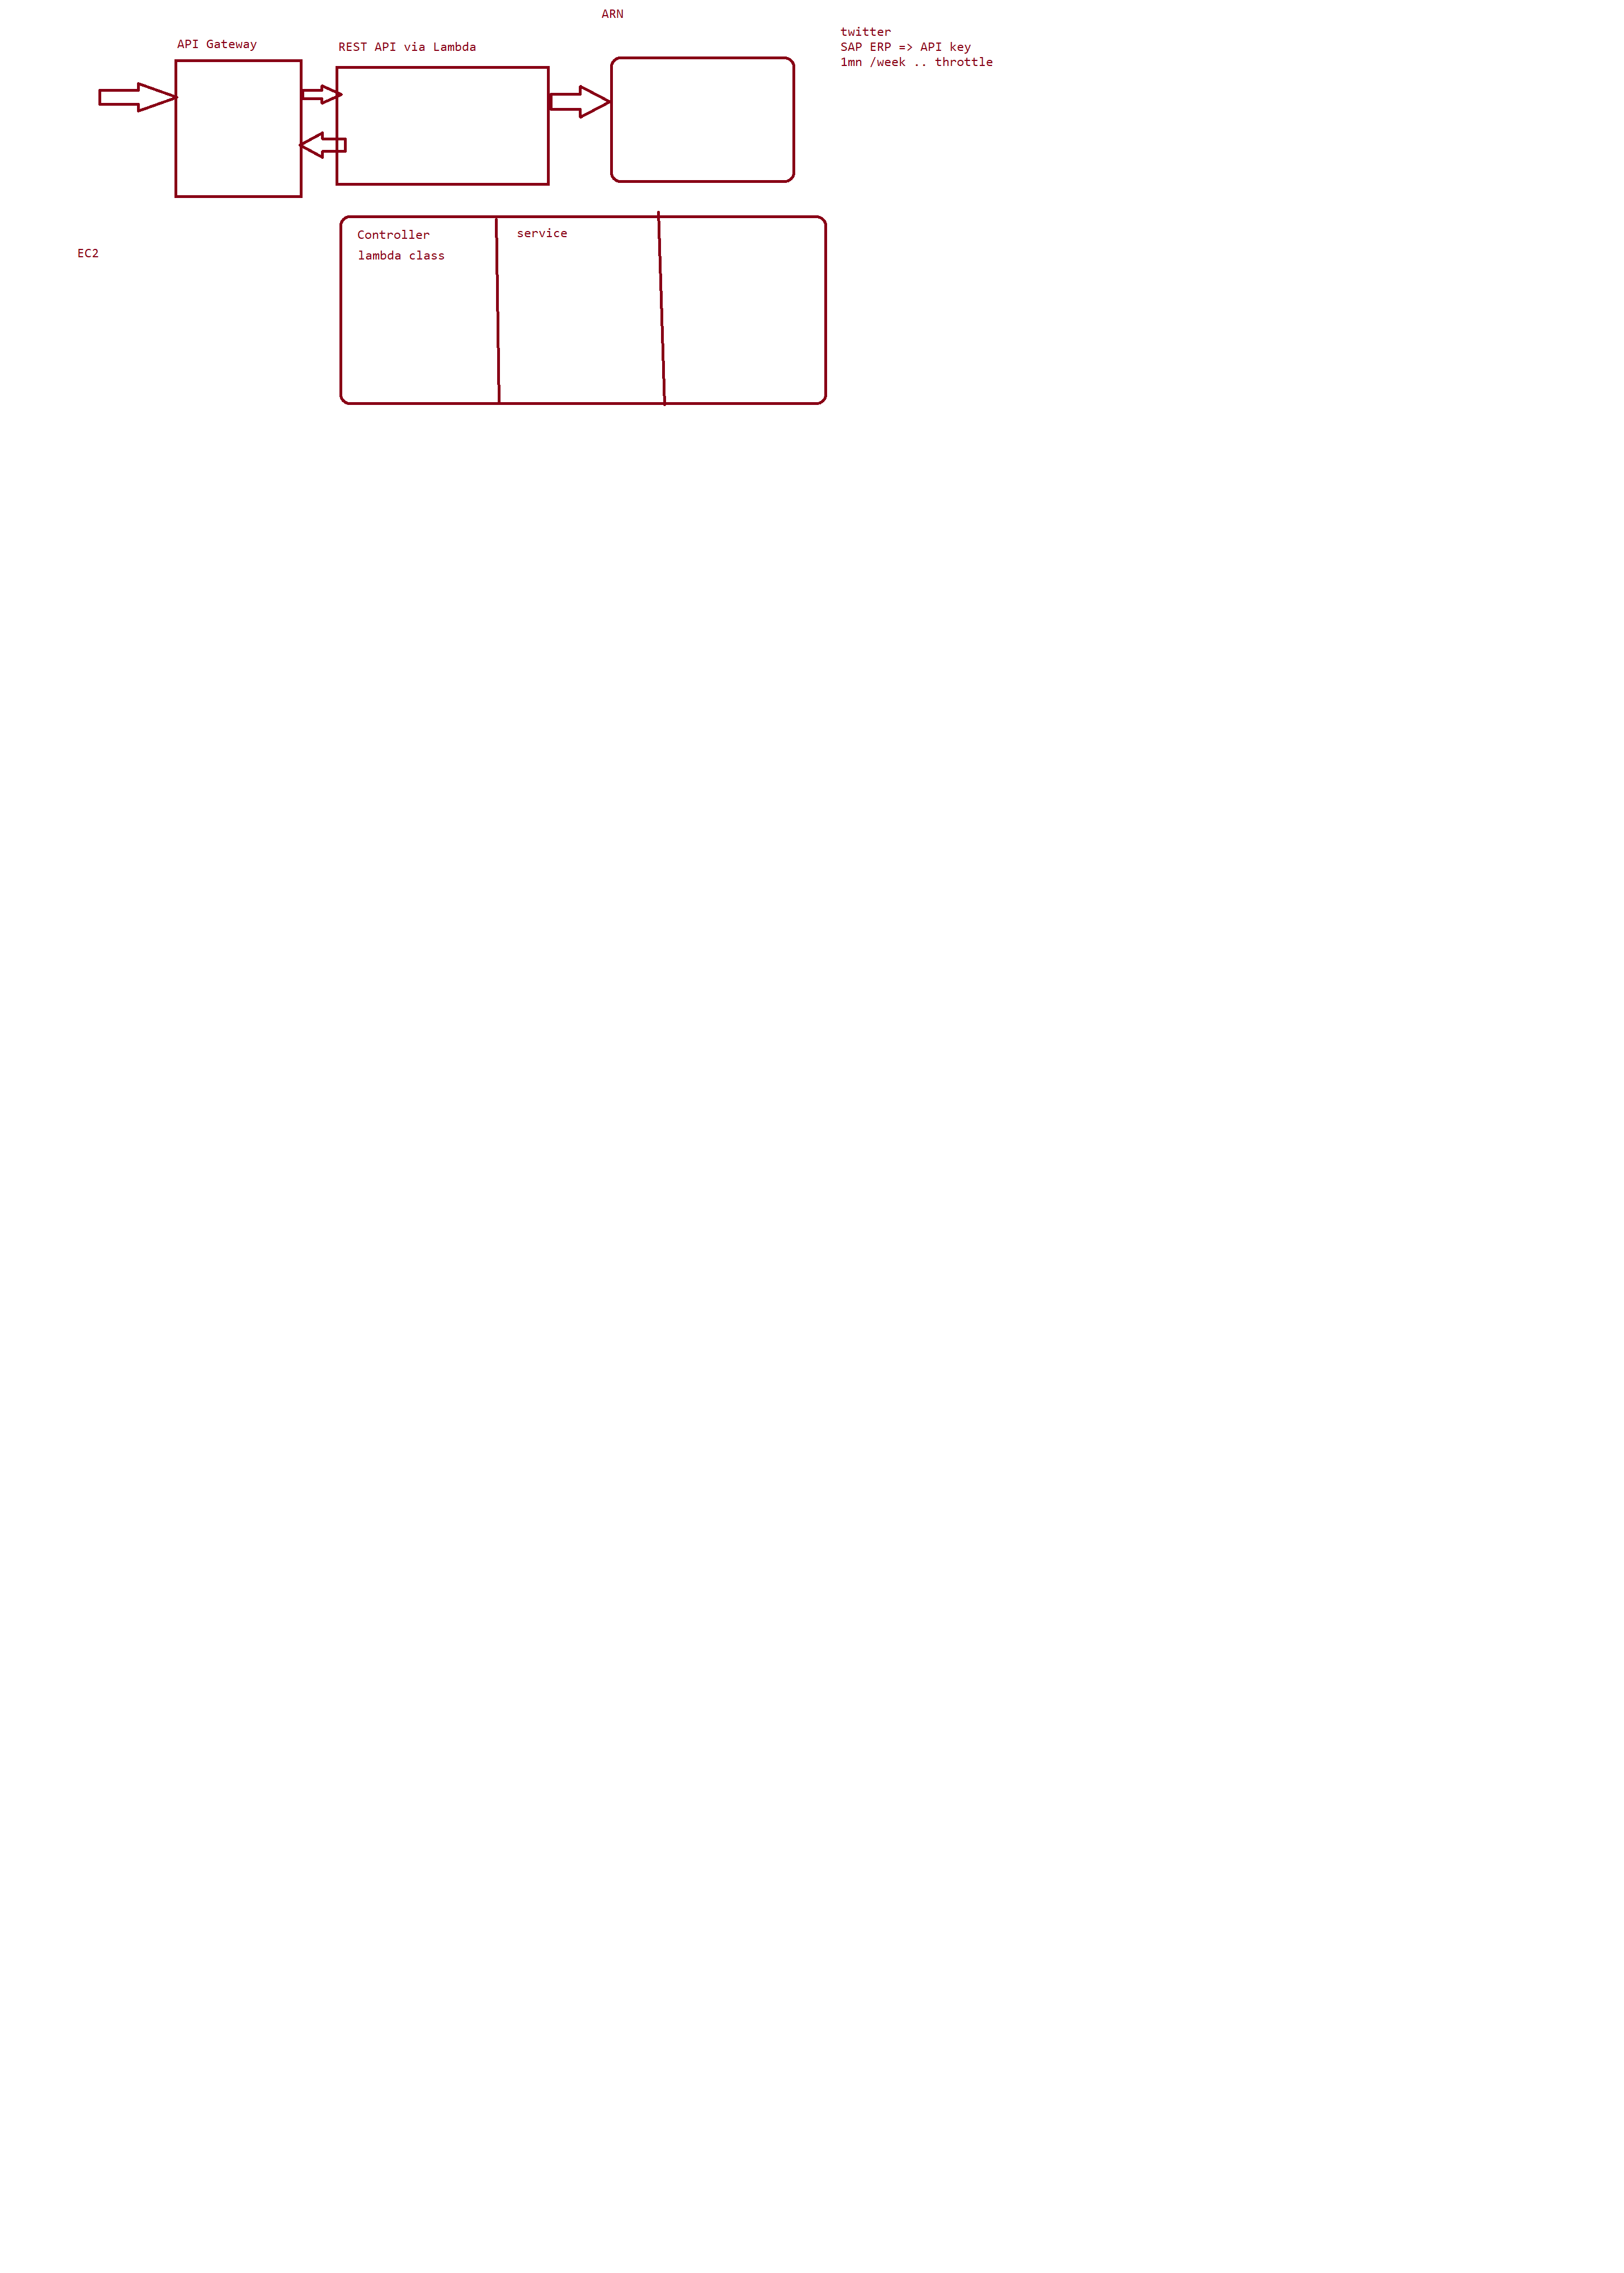 ARN
twitter
SAP ERP => API key
1mn /week .. throttle
API Gateway
REST API via Lambda
Controller
service
lambda class
EC2